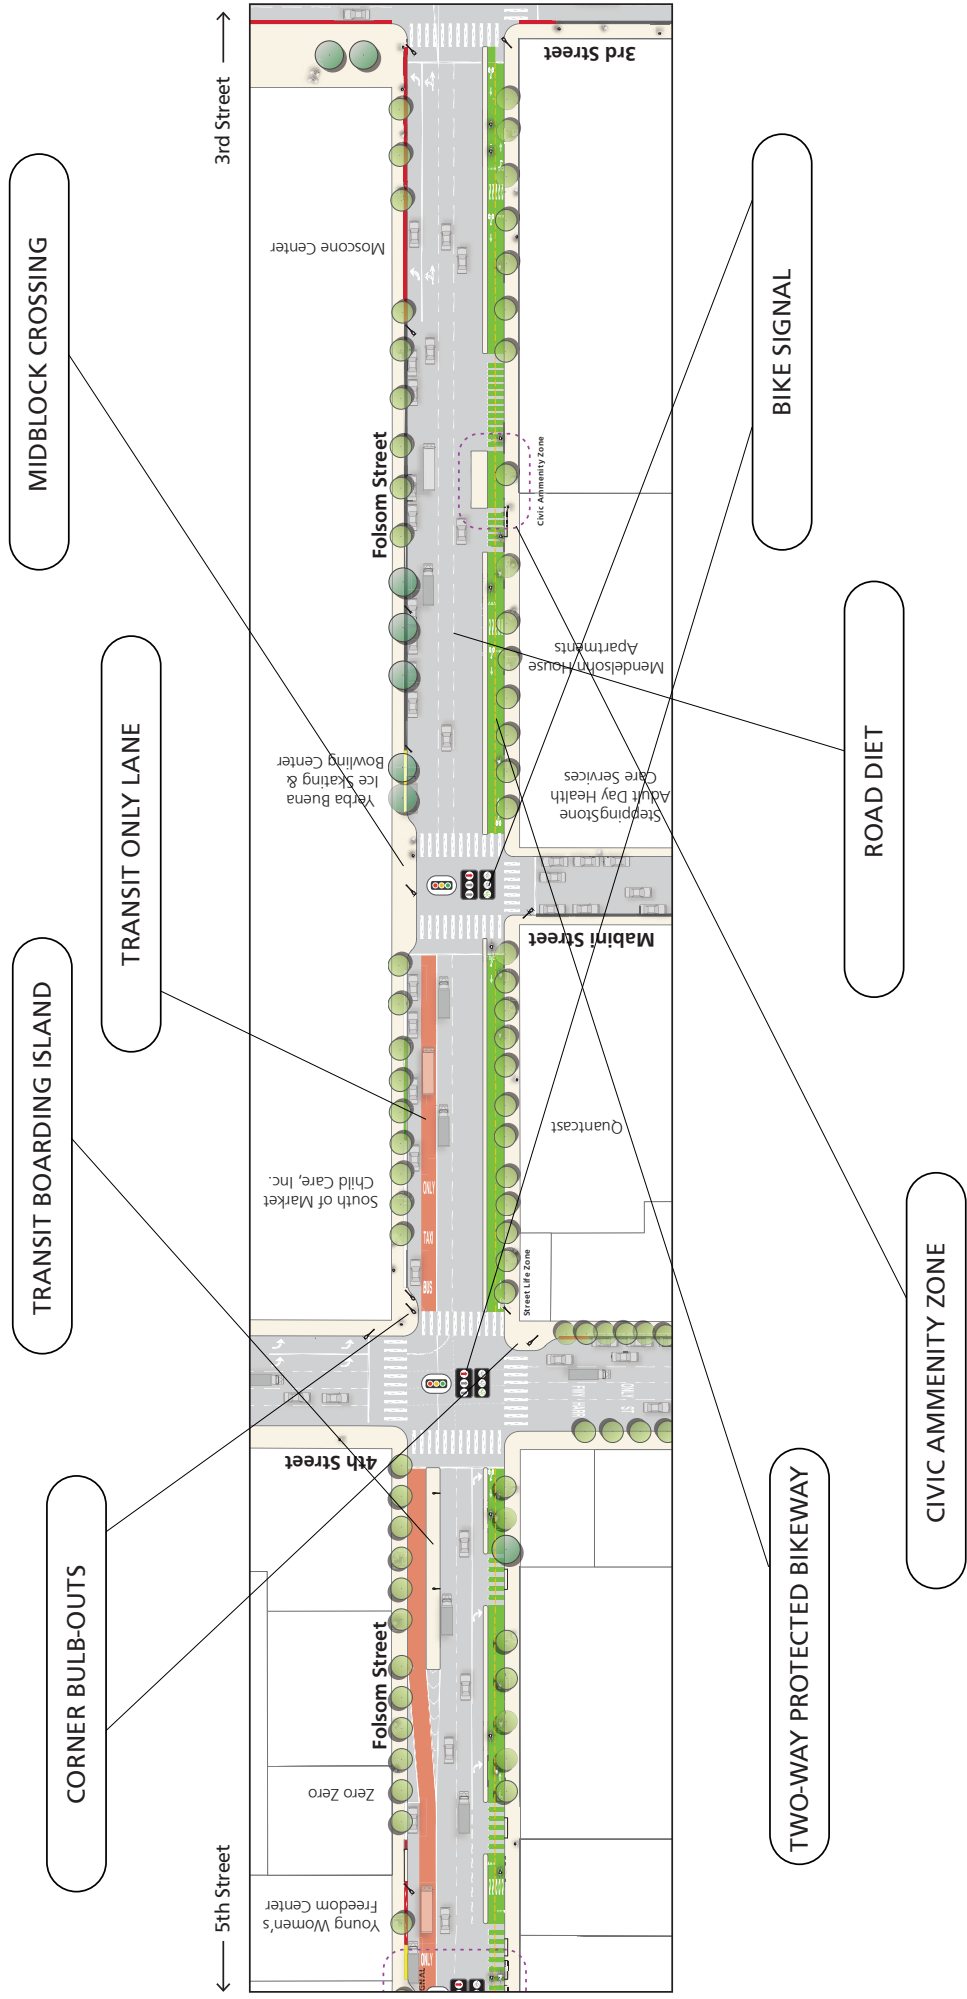 MIDBLOCK CROSSING
TRANSIT ONLY LANE
TRANSIT BOARDING ISLAND
CORNER BULB-OUTS
5th Street
3rd Street
Young Women's
Freedom Center
Zero Zero
Folsom Street
4th Street
South of Market
Child Care, Inc.
Yerba Buena
Ice Skating &
Bowling Center
Folsom Street
Moscone Center
ONLY
BUS
TAXI
ONLY
Street Life Zone
Quantcast
Mabini Street
SteppingStone
Adult Day Health
Care Services
Mendelsohn House
Apartments
Civic Ammenity Zone
3rd Street
ONLY
TWO-WAY PROTECTED BIKEWAY
CIVIC AMMENITY ZONE
ROAD DIET
BIKE SIGNAL